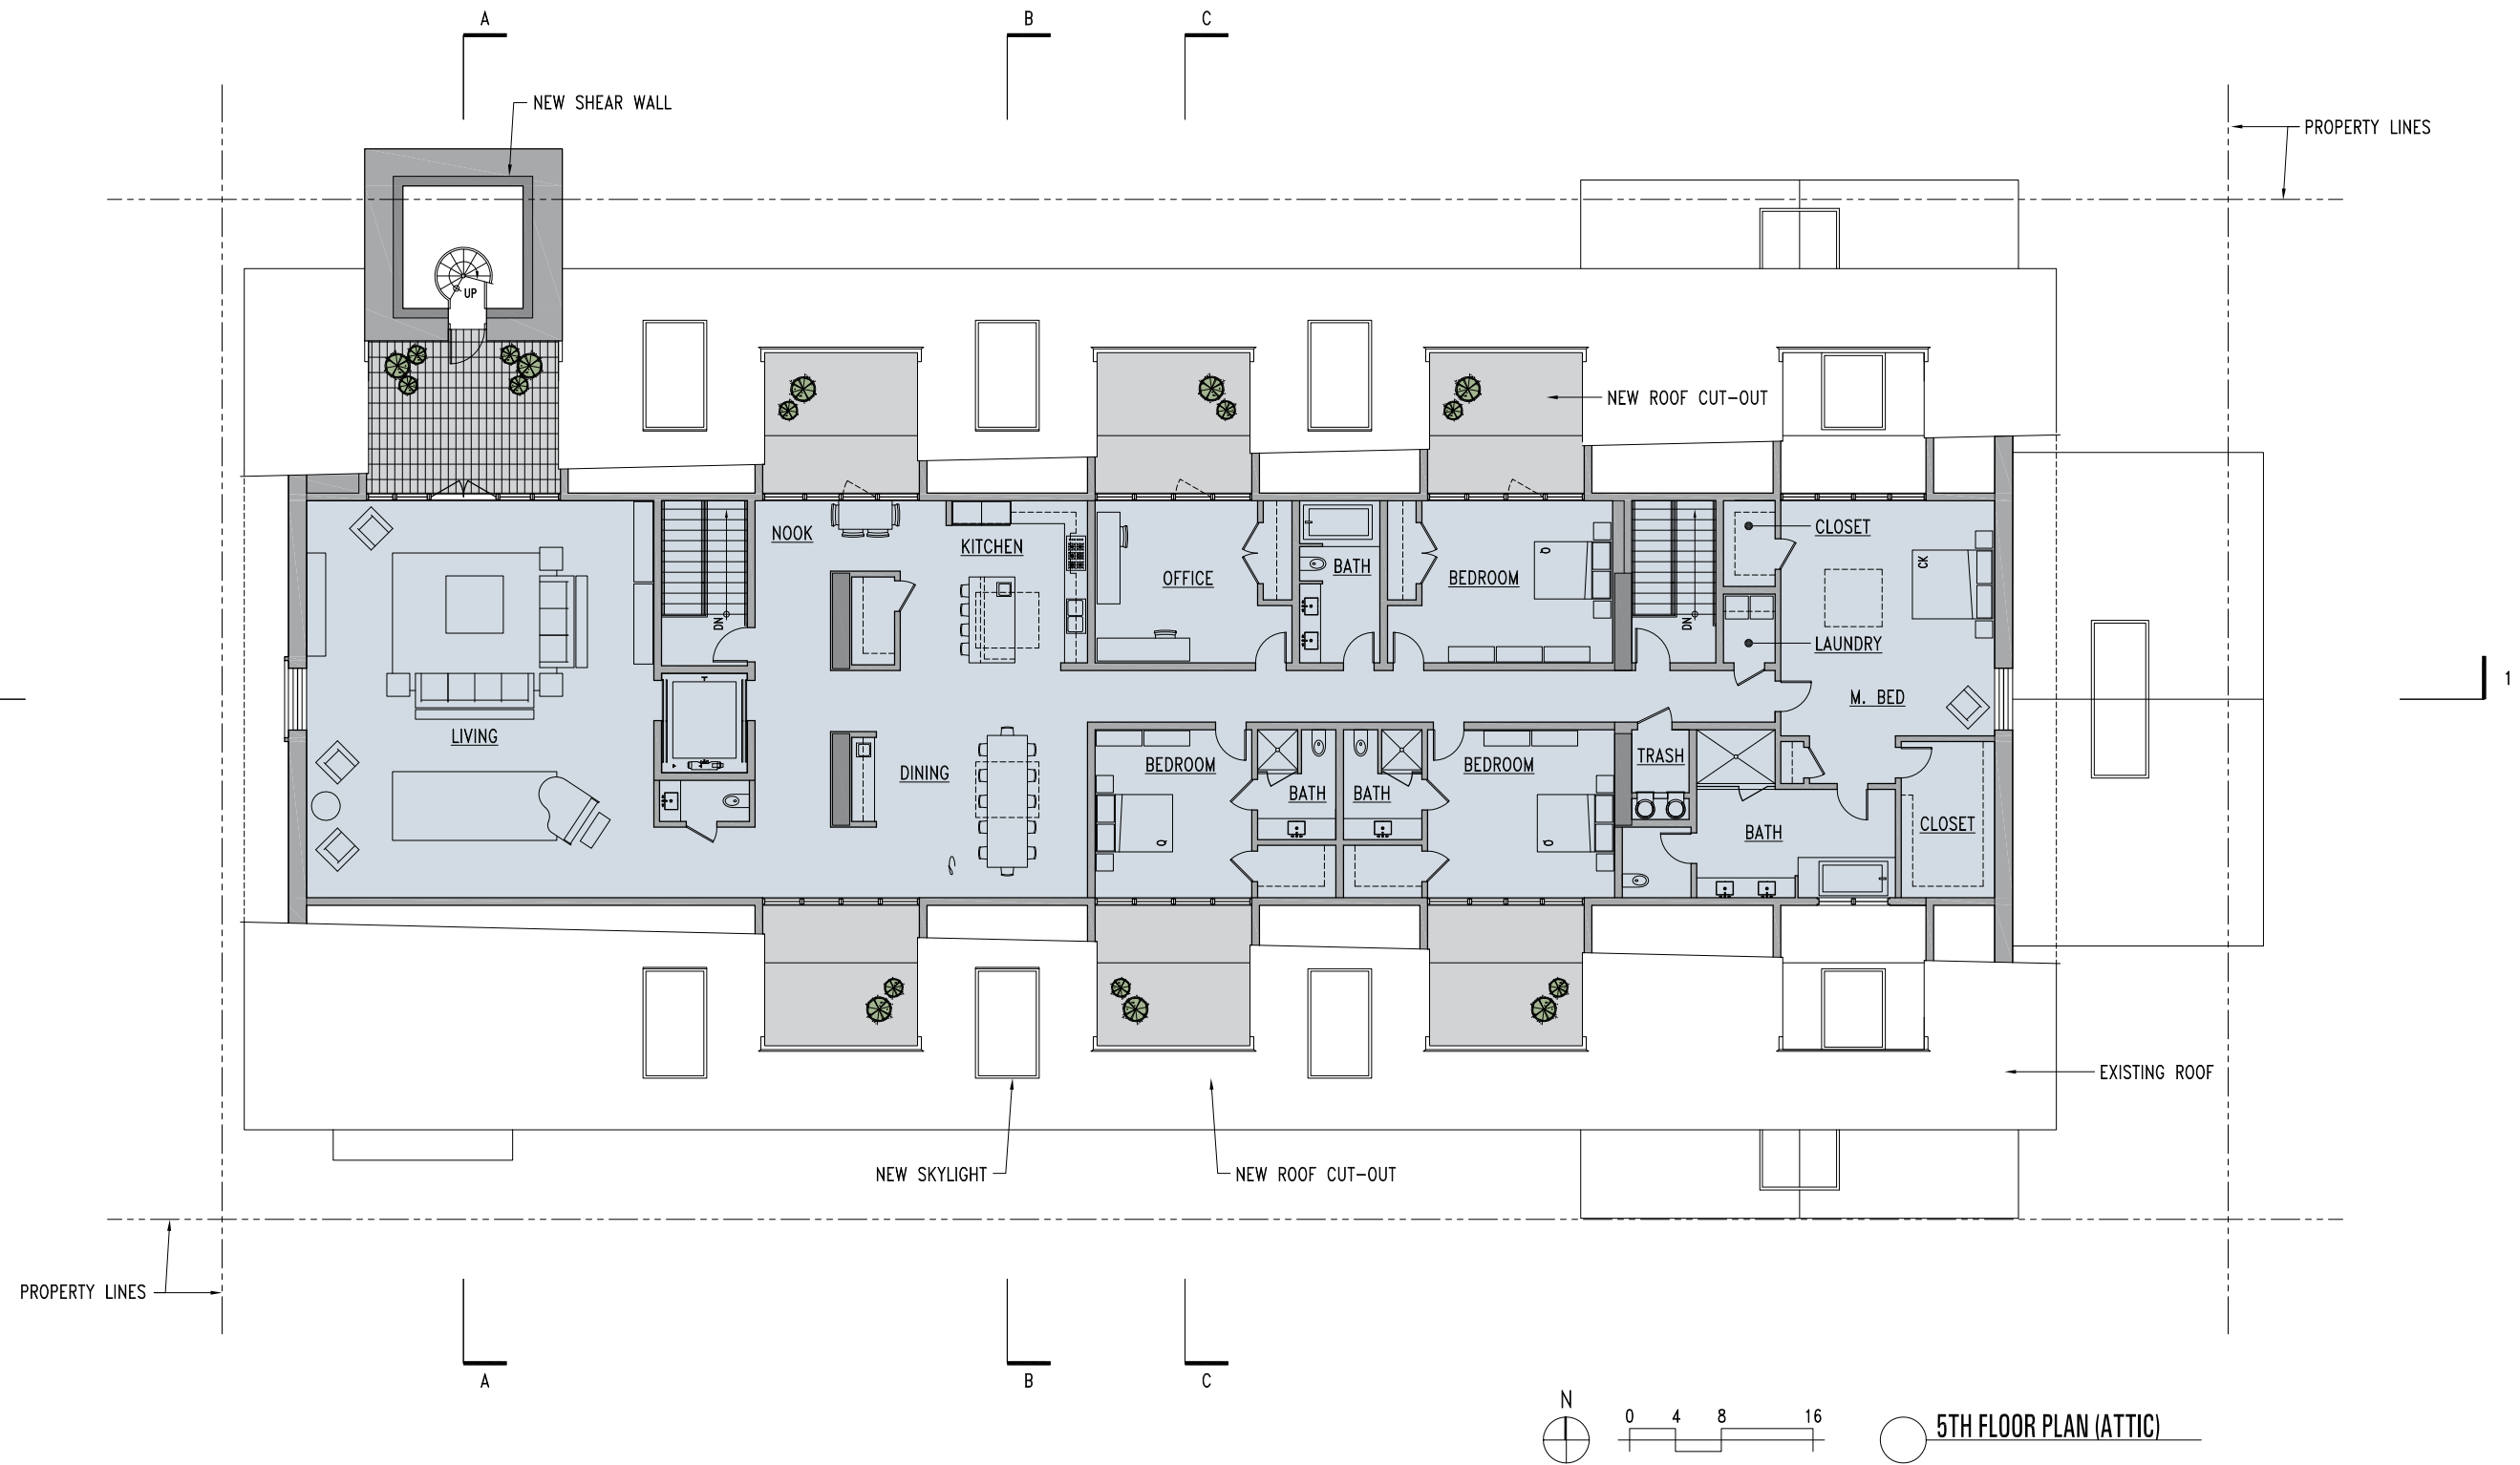 A B C
NEW SHEAR WALL
PROPERTY LINES
UP
NEW ROOF CUT-OUT
NOOK
KITCHEN
OFFICE
BATH
BEDROOM
CLOSET
CK
DN
DN
LAUNDRY
M. BED
1
LIVING
DINING
BEDROOM
BATH
BATH
BEDROOM
TRASH
BATH
CLOSET
EXISTING ROOF
NEW SKYLIGHT
NEW ROOF CUT-OUT
PROPERTY LINES
A B C
N
0 4 8 16
5TH FLOOR PLAN (ATTIC)